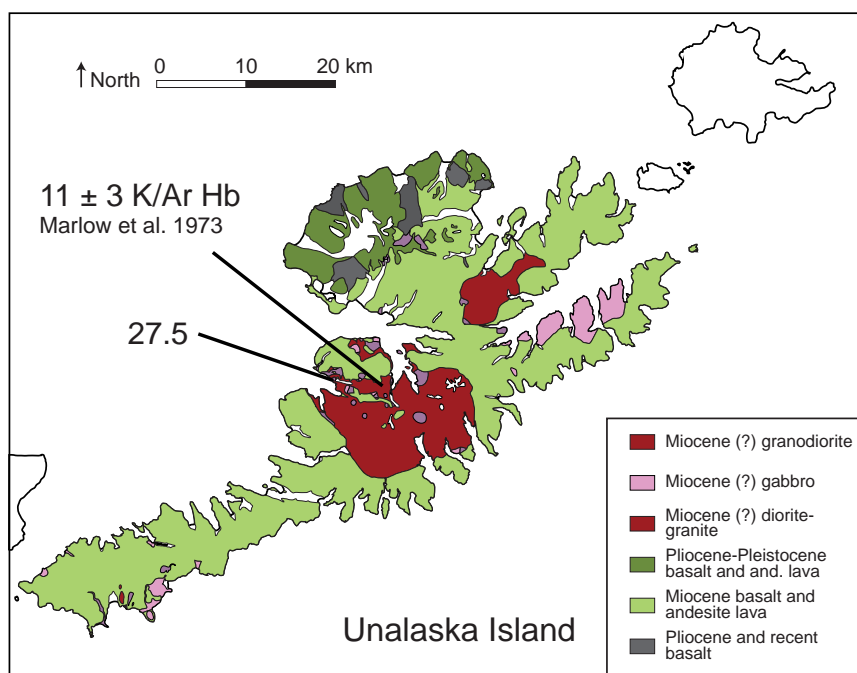 ↑North
0 10 20 km
11 ± 3 K/Ar Hb
Marlow et al. 1973
27.5
Miocene (?) granodiorite
Miocene (?) gabbro
Miocene (?) diorite-
granite
Pliocene-Pleistocene
basalt and and. lava
Miocene basalt and
andesite lava
Pliocene and recent
basalt
Unalaska Island